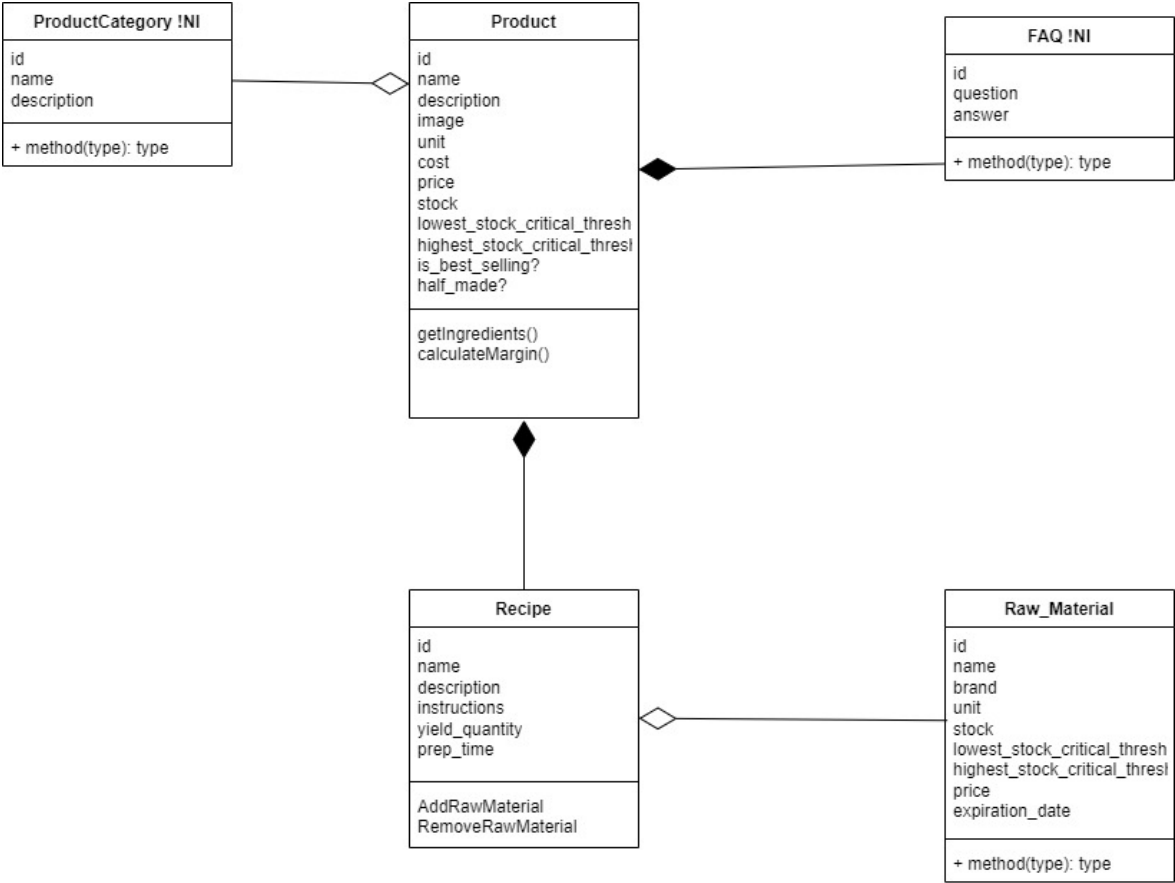 ProductCategory !NI
id
name
description
+ method(type): type
Product
id
name
description
image
unit
cost
price
stock
lowest_stock_critical_thresh
highest_stock_critical_thresh
is_best_selling?
half_made?
getIngredients()
calculateMargin()
FAQ !NI
id
question
answer
+ method(type): type
Recipe
id
name
description
instructions
yield_quantity
prep_time
AddRawMaterial
RemoveRawMaterial
Raw_Material
id
name
brand
unit
stock
lowest_stock_critical_thresh
highest_stock_critical_thresh
price
expiration_date
+ method(type): type